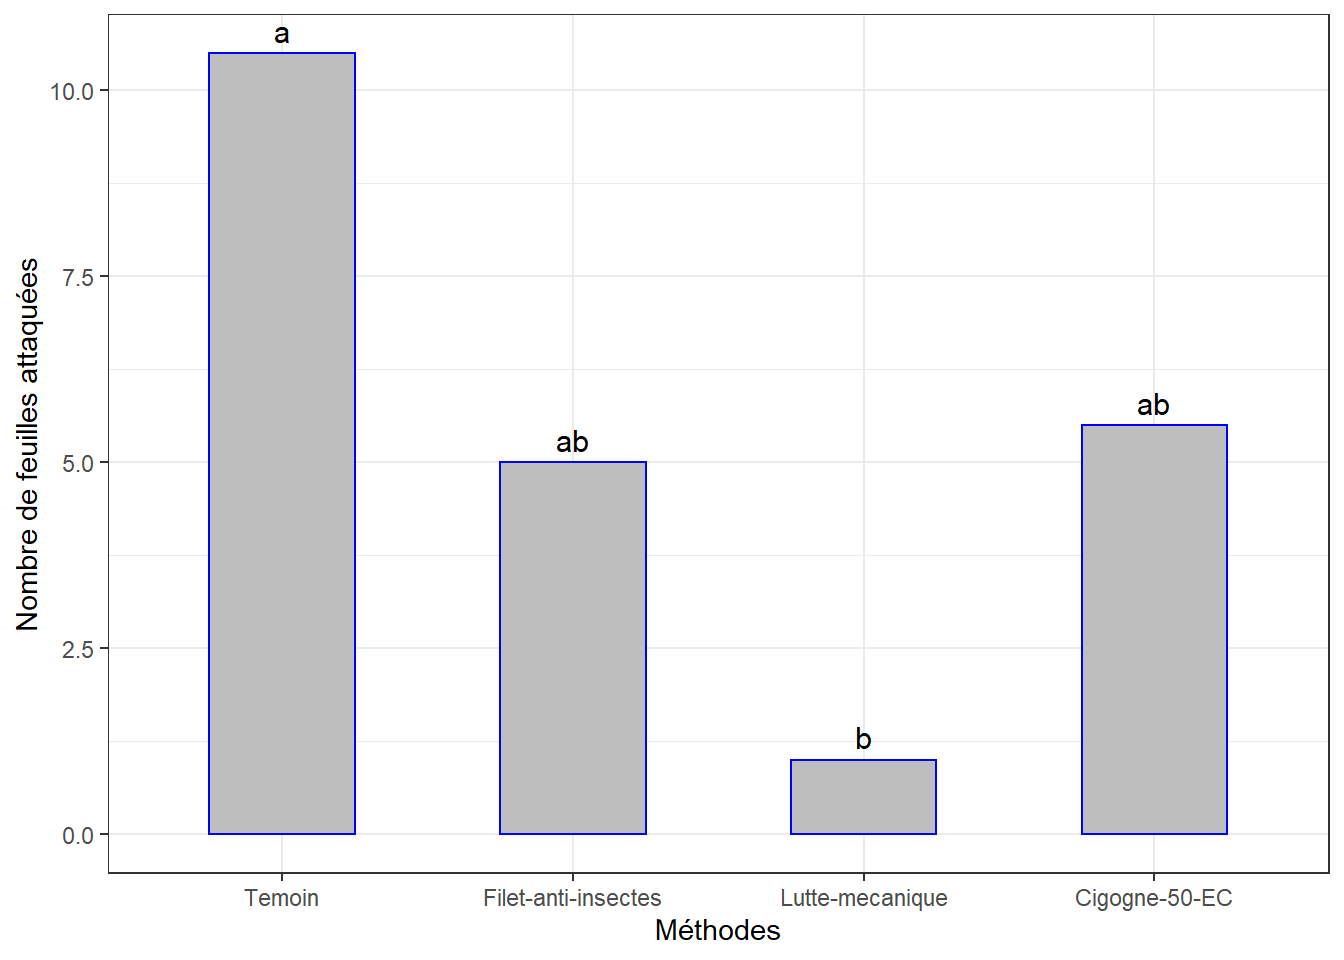 Nombre de feuilles attaquées
10.0
7.5
5.0
2.5
0.0
a
ab
b
ab
Temoin
Filet-anti-insectes
Lutte-mecanique
Cigogne-50-EC
Méthodes